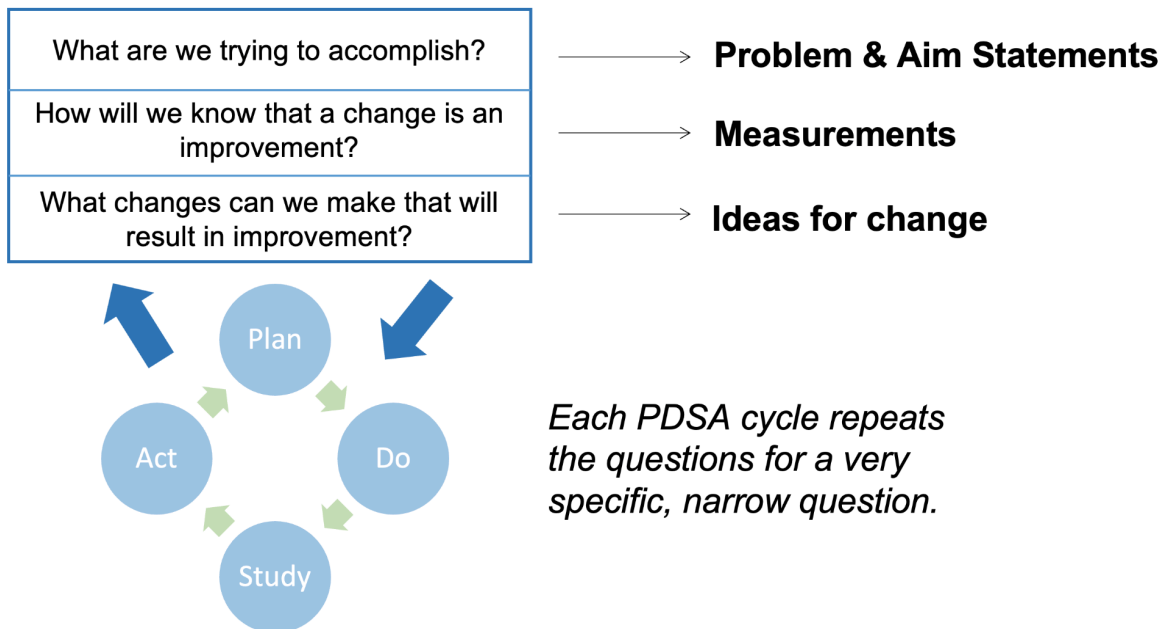 What are we trying to accomplish?
Problem & Aim Statements
How will we know that a change is an
improvement?
Measurements
What changes can we make that will
result in improvement?
Ideas for change
Plan
Act
Do
Study
Each PDSA cycle repeats
the questions for a very
specific, narrow question.